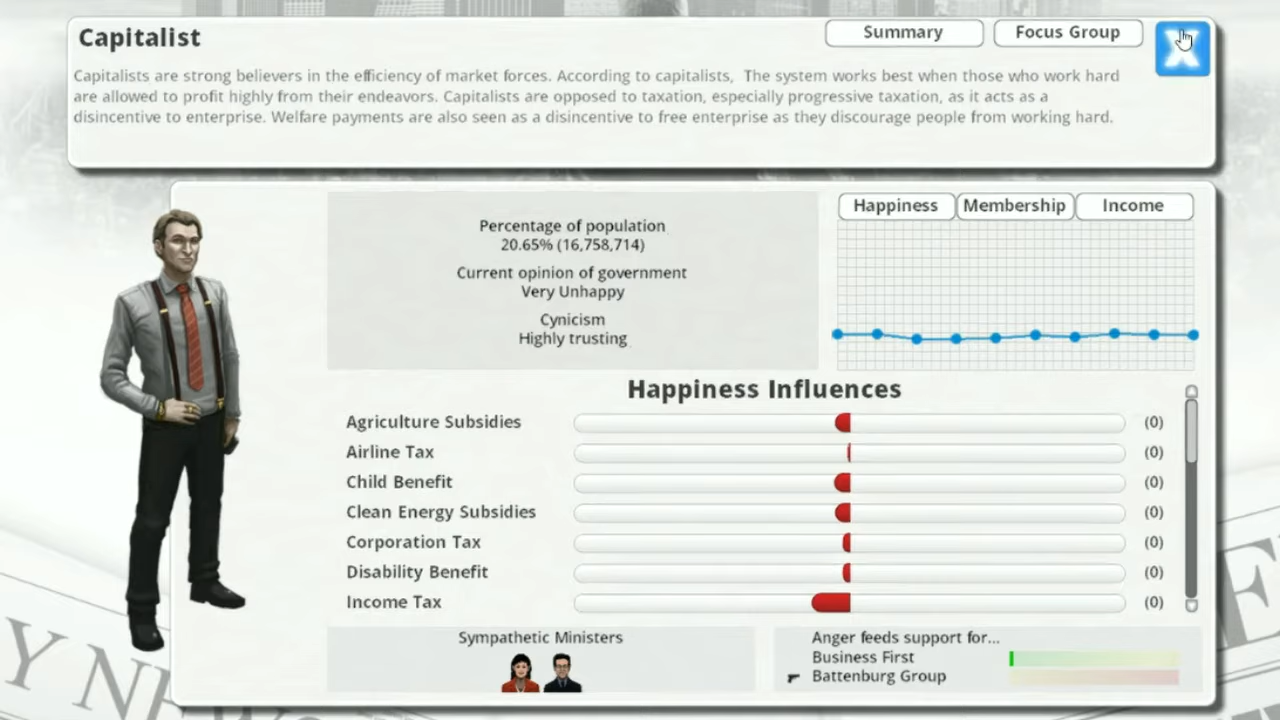 Capitalist
Summary
Focus Group
X
Capitalists are strong believers in the efficiency of market forces. According to capitalists,  The system works best when those who work hard
are allowed to profit highly from their endeavors. Capitalists are opposed to taxation, especially progressive taxation, as it acts as a
disincentive to enterprise. Welfare payments are also seen as a disincentive to free enterprise as they discourage people from working hard.
Percentage of population
20.65% (16,758,714)
Current opinion of government
Very Unhappy
Cynicism
Highly trusting
Happiness
Membership
Income
Happiness Influences
Agriculture Subsidies (0)
Airline Tax (0)
Child Benefit (0)
Clean Energy Subsidies (0)
Corporation Tax (0)
Disability Benefit (0)
Income Tax (0)
Sympathetic Ministers
Anger feeds support for...
Business First
Battenburg Group
Y NEWS